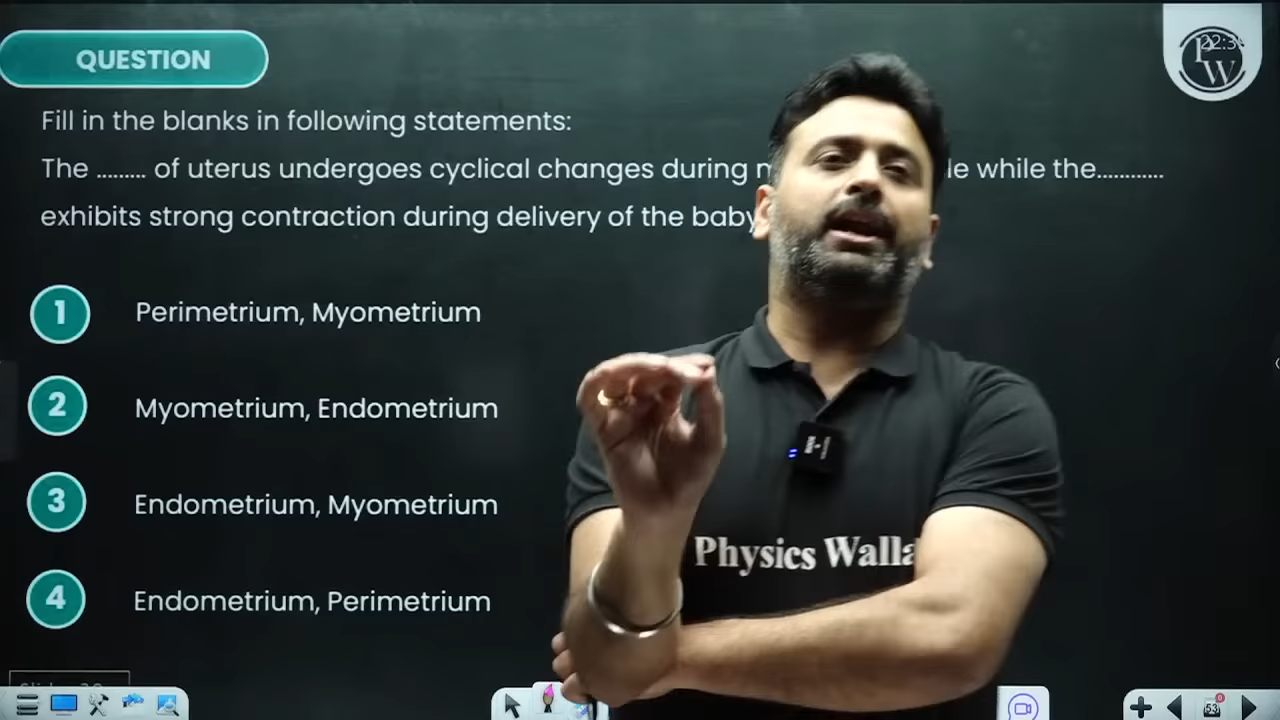 QUESTION
Fill in the blanks in following statements:
The ......... of uterus undergoes cyclical changes during while the............
exhibits strong contraction during delivery of the baby
1 Perimetrium, Myometrium
2 Myometrium, Endometrium
3 Endometrium, Myometrium
4 Endometrium, Perimetrium
PW
Physics Walla
53